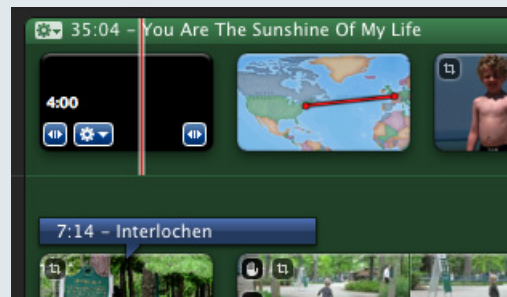 35:04 – You Are The Sunshine Of My Life
4:00
7:14 – Interlochen